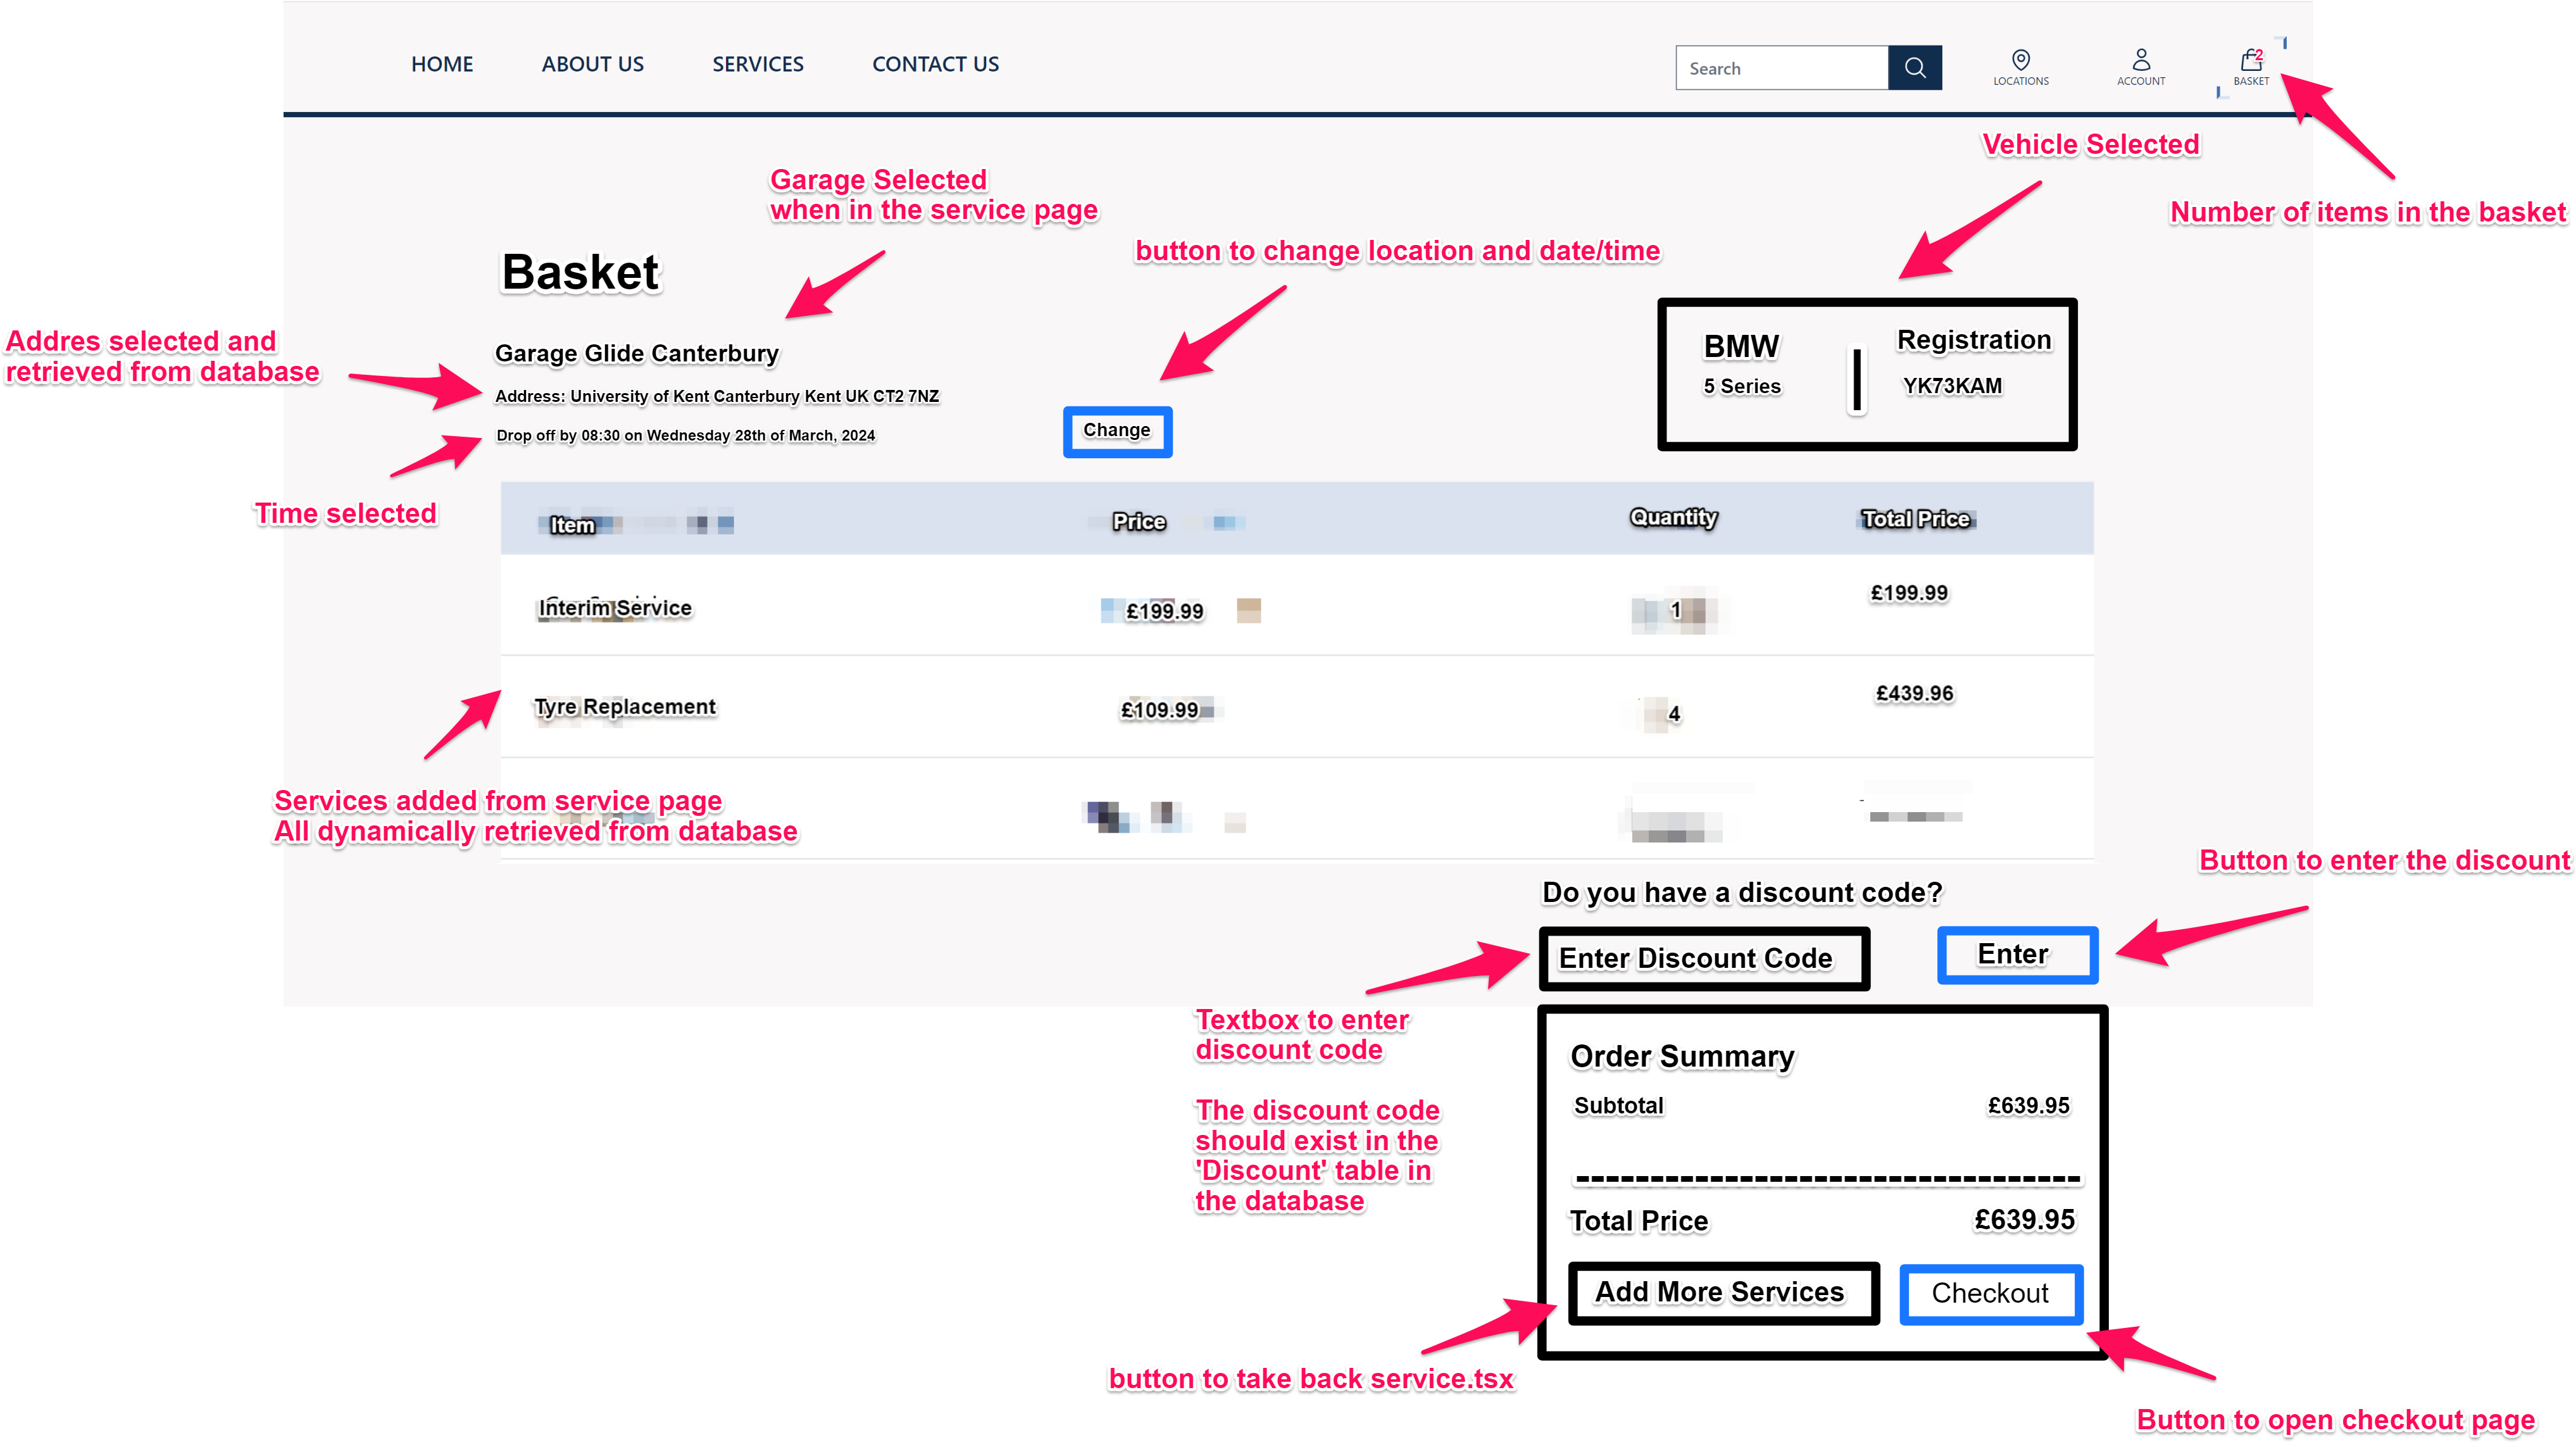 HOME
ABOUT US
SERVICES
CONTACT US
Search
LOCATIONS
ACCOUNT
2
BASKET
Vehicle Selected
Number of items in the basket
Garage Selected
when in the service page
button to change location and date/time
Basket
Addres selected and
retrieved from database
Garage Glide Canterbury
Address: University of Kent Canterbury Kent UK CT2 7NZ
Drop off by 08:30 on Wednesday 28th of March, 2024
Change
BMW
5 Series
Registration
YK73KAM
Time selected
Item
Price
Quantity
Total Price
Interim Service
£199.99
1
£199.99
Tyre Replacement
£109.99
4
£439.96
Services added from service page
All dynamically retrieved from database
Button to enter the discount
Do you have a discount code?
Enter Discount Code
Enter
Textbox to enter
discount code
The discount code
should exist in the
'Discount' table in
the database
Order Summary
Subtotal
£639.95
Total Price
£639.95
Add More Services
Checkout
button to take back service.tsx
Button to open checkout page